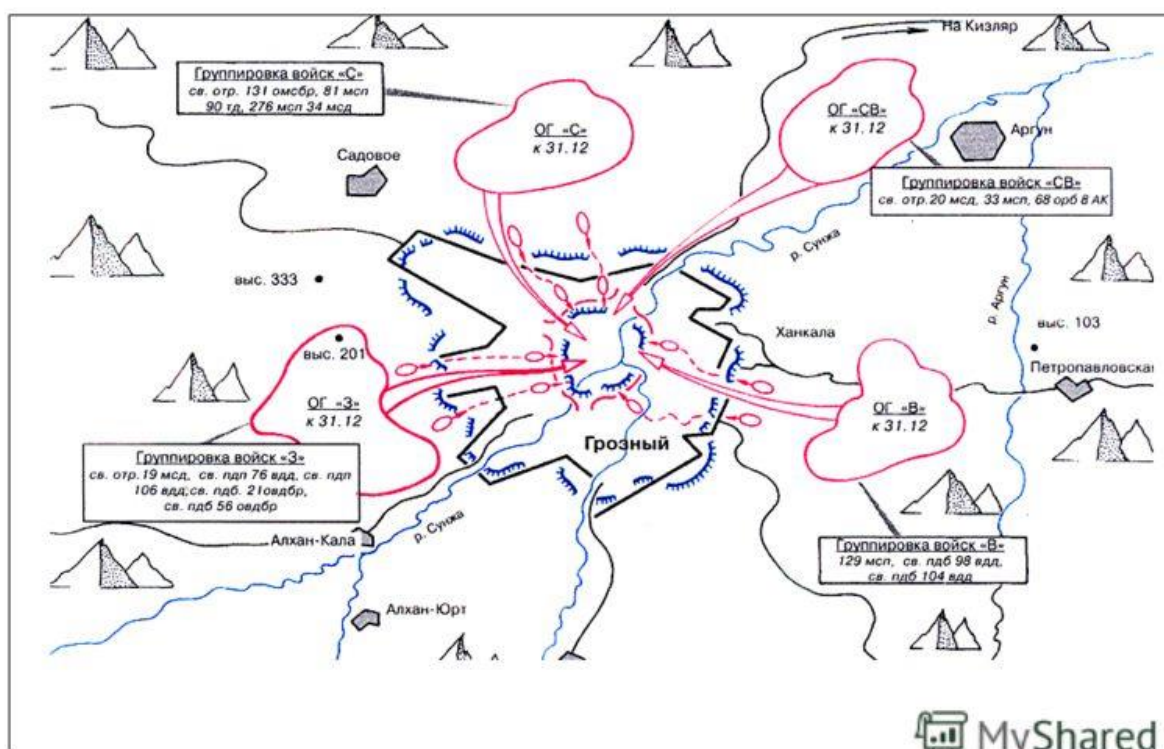 На Кизляр
Группировка войск «С»
св. отр. 131 омсбр, 81 мсп
90 тд, 276 мсп 34 мсд
ОГ «С»
к 31.12
ОГ «СВ»
к 31.12
Аргун
Садовое
Группировка войск «СВ»
св. отр.20 мсд, 33 мсп, 68 орб 8 АК
р. Сунжа
р. Аргун
выс. 333
Ханкала
выс. 103
выс. 201
Петропавловская
ОГ «З»
к 31.12
ОГ «В»
к 31.12
Грозный
Группировка войск «З»
св. отр.19 мсд, св. пдп 76 вдд, св. пдп
106 вдд;св. пдб. 21овдбр,
св. пдб 56 овдбр
р. Сунжа
Алхан-Кала
Группировка войск «В»
129 мсп, св. пдб 98 вдд,
св. пдб 104 вдд
Алхан-Юрт
MyShared